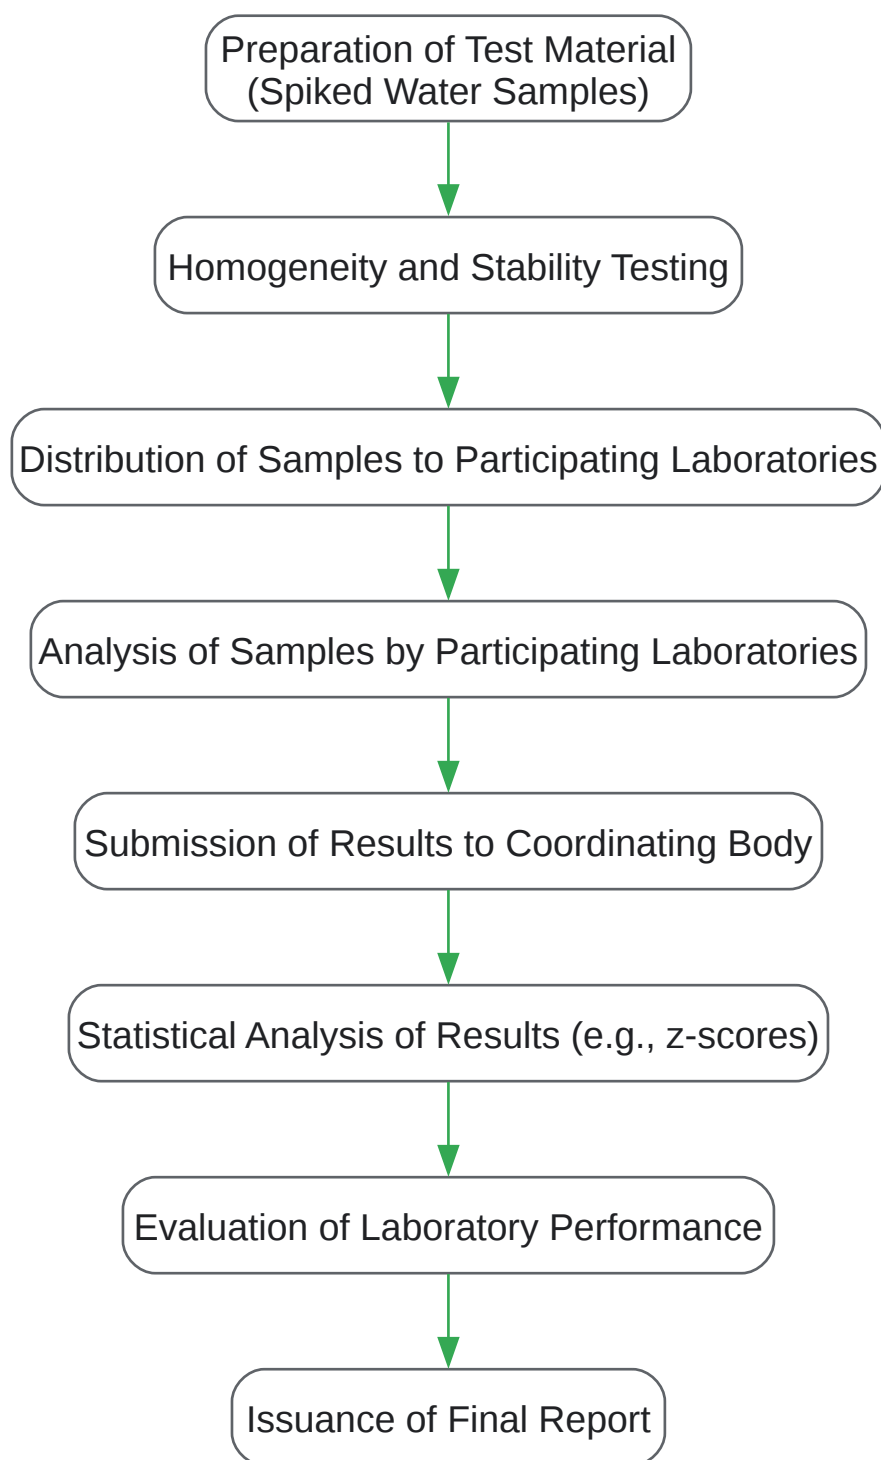 Preparation of Test Material
(Spiked Water Samples)
Homogeneity and Stability Testing
Distribution of Samples to Participating Laboratories
Analysis of Samples by Participating Laboratories
Submission of Results to Coordinating Body
Statistical Analysis of Results (e.g., z-scores)
Evaluation of Laboratory Performance
Issuance of Final Report